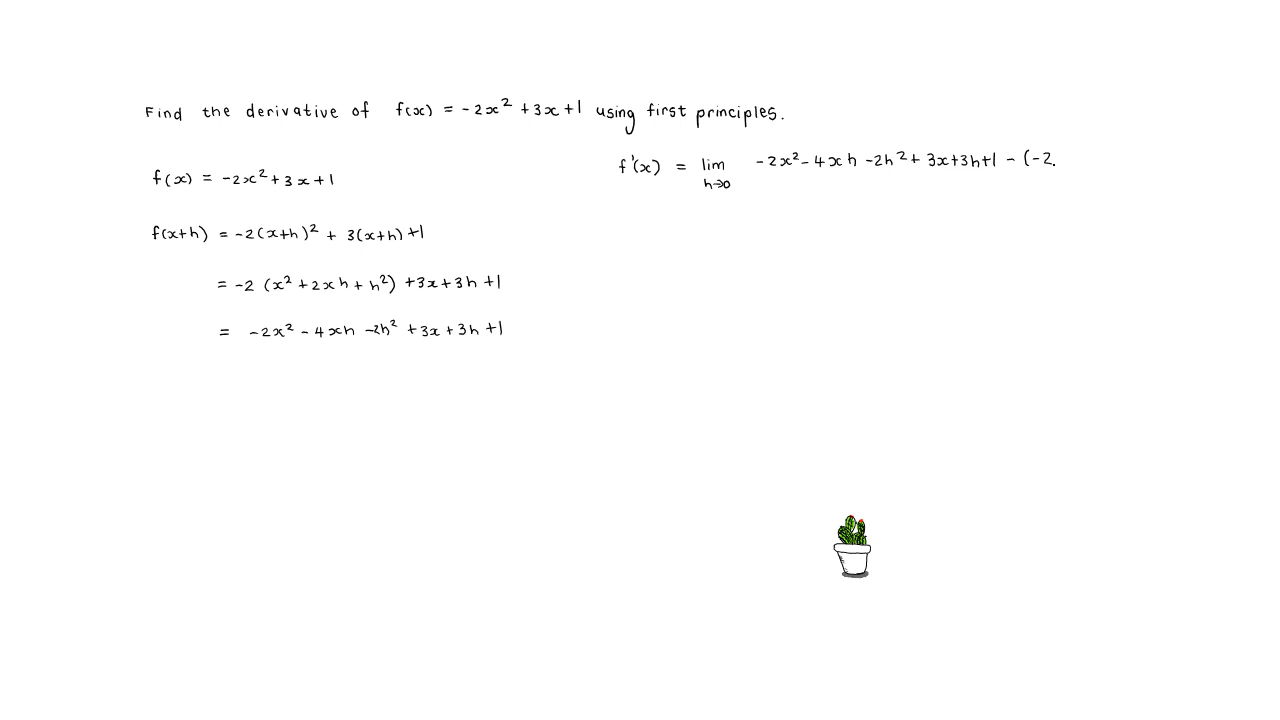 Find the derivative of f(x) = -2x² + 3x + 1 using first principles.
f(x) = -2x² + 3x + 1
f(x+h) = -2(x+h)² + 3(x+h) + 1
= -2 (x² + 2xh + h²) + 3x + 3h + 1
= -2x² - 4xh - 2h² + 3x + 3h + 1
f'(x) = lim -2x² - 4xh - 2h² + 3x + 3h + 1 - (-2
h→0